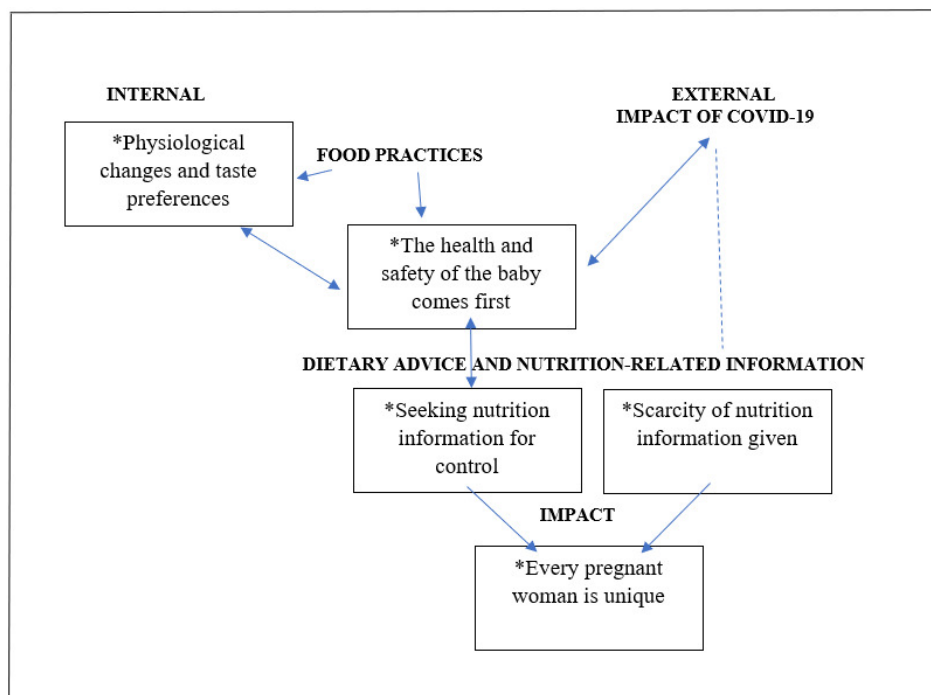 INTERNAL
EXTERNAL
IMPACT OF COVID-19
*Physiological
changes and taste
preferences
FOOD PRACTICES
*The health and
safety of the baby
comes first
DIETARY ADVICE AND NUTRITION-RELATED INFORMATION
*Seeking nutrition
information for
control
*Scarcity of nutrition
information given
IMPACT
*Every pregnant
woman is unique